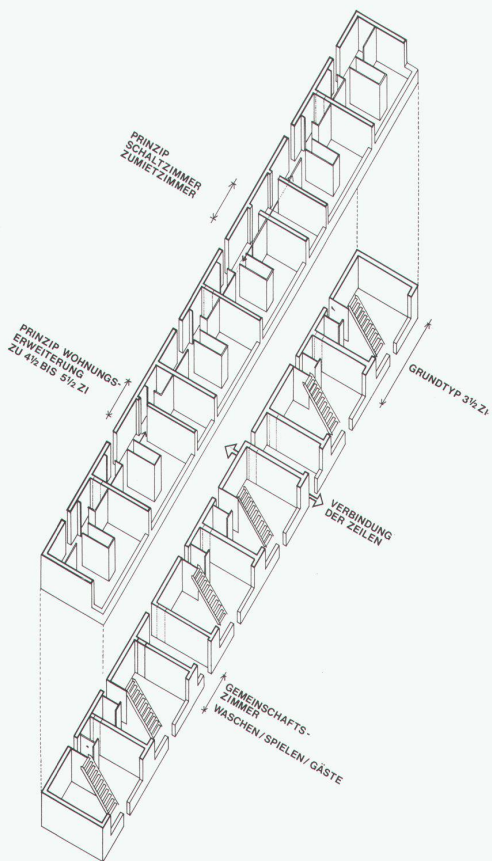 PRINZIP
SCHALTZIMMER
ZUMIETZIMMER
PRINZIP WOHNUNGS-
ERWEITERUNG
ZU 4½ BIS 5½ ZI
GRUNDTYP 3½ ZI
VERBINDUNG
DER ZEILEN
GEMEINSCHAFTS-
ZIMMER
WASCHEN/SPIELEN/GÄSTE